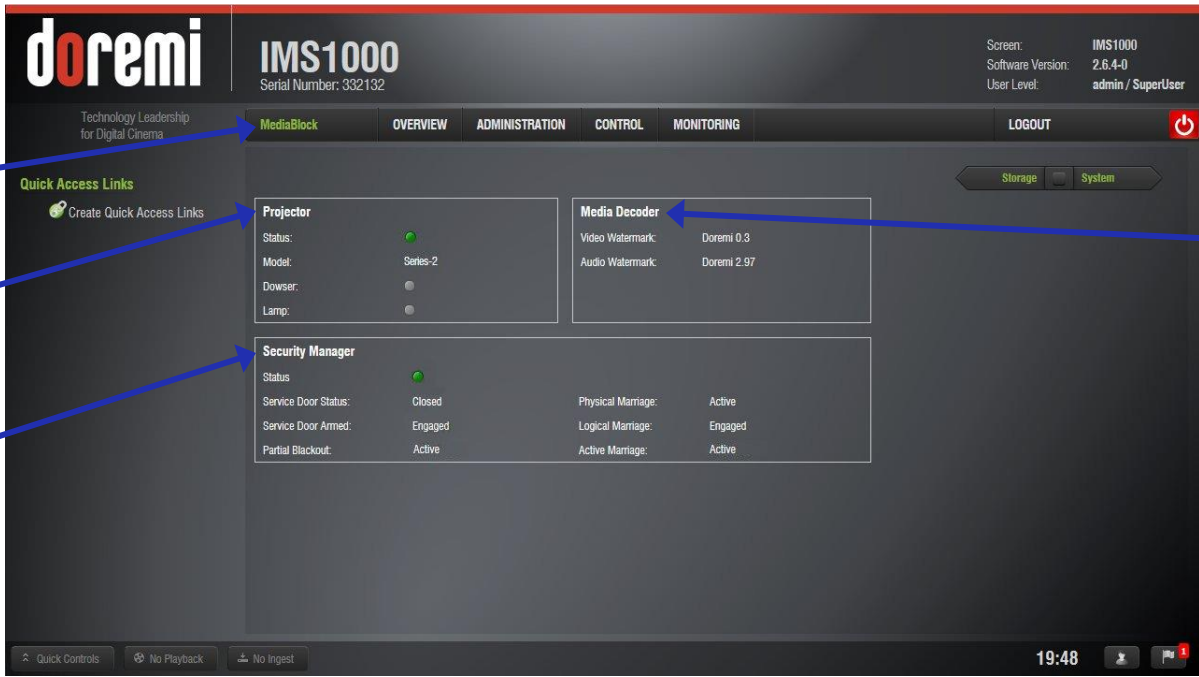 doremi
IMS1000
Serial Number: 332132
Screen: IMS1000
Software Version: 2.6.4-0
User Level: admin / SuperUser
Technology Leadership
for Digital Cinema
MediaBlock OVERVIEW ADMINISTRATION CONTROL MONITORING LOGOUT
Quick Access Links
Create Quick Access Links
Storage System
Projector
Status:
Model: Series-2
Dowser:
Lamp:
Media Decoder
Video Watermark: Doremi 0.3
Audio Watermark: Doremi 2.97
Security Manager
Status
Service Door Status: Closed Physical Marriage: Active
Service Door Armed: Engaged Logical Marriage: Engaged
Partial Blackout: Active Active Marriage: Active
Quick Controls No Playback No Ingest 19:48 1